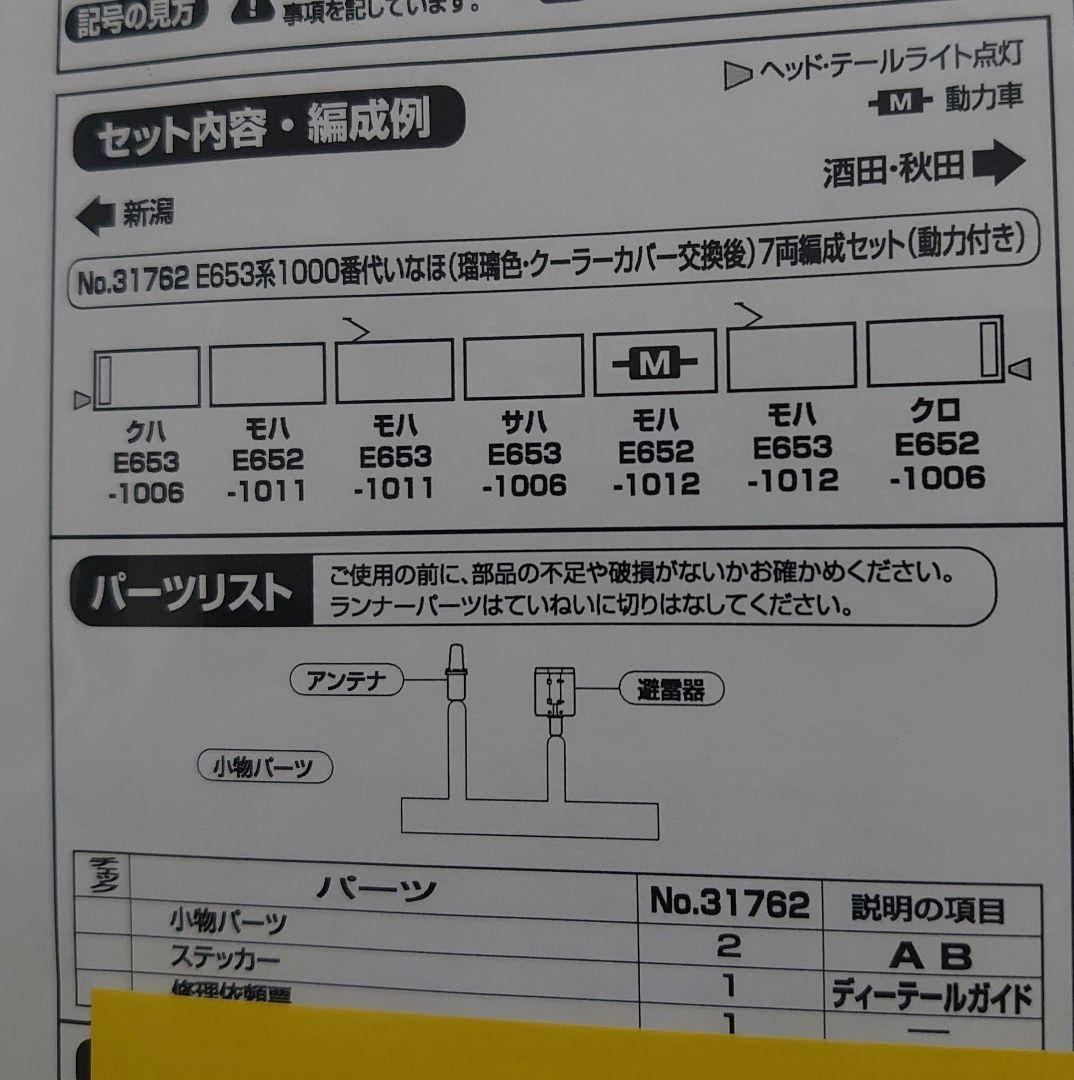 記号の見方
事項を記しています。
ヘッド・テールライト点灯
M 動力車
セット内容・編成例
酒田・秋田
新潟
No.31762 E653系1000番代いなほ(瑠璃色・クーラーカバー交換後)7両編成セット(動力付き)
M
クハ モハ モハ サハ モハ モハ クロ
E653 E652 E653 E653 E652 E653 E652
-1006 -1011 -1011 -1006 -1012 -1012 -1006
パーツリスト
ご使用の前に、部品の不足や破損がないかお確かめください。
ランナーパーツはていねいに切りはなしてください。
アンテナ
避雷器
小物パーツ
チェック パーツ No.31762 説明の項目
小物パーツ 2 A B
ステッカー 1 ディーテールガイド
修理依頼票 1 —